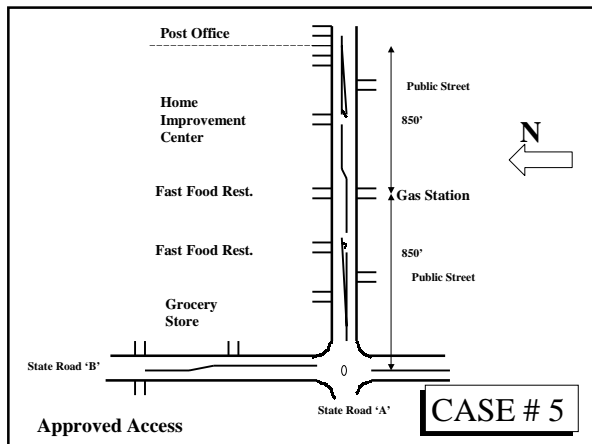 Post Office
Public Street
Home
Improvement
Center
850’
N
Fast Food Rest.
Gas Station
Fast Food Rest.
850’
Public Street
Grocery
Store
State Road ‘B’
State Road ‘A’
CASE # 5
Approved Access